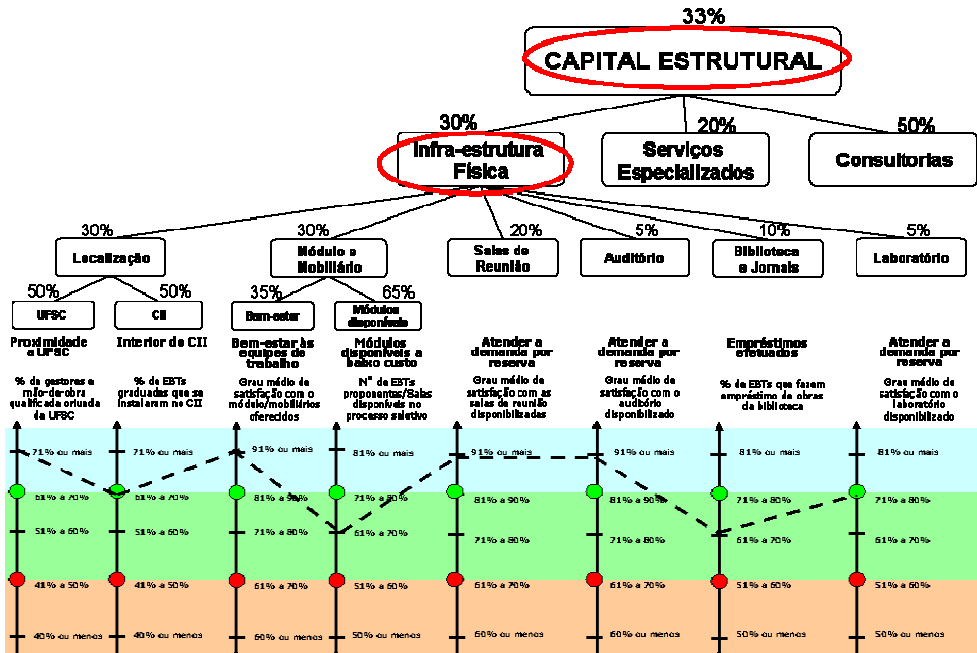 33%
CAPITAL ESTRUTURAL
30%
20%
50%
Infra-estrutura
Física
Serviços
Especializados
Consultorias
30%
30%
20%
5%
10%
5%
Localização
Módulo e
Mobiliário
Salas de
Reunião
Auditório
Biblioteca
e Jornais
Laboratório
50%
50%
35%
65%
UFSC
CII
Bem-estar
Módulos
disponíveis
Proximidade
a UFSC
Interior do CII
Bem-estar às
equipes de
trabalho
Módulos
disponíveis a
baixo custo
Atender a
demanda por
reserva
Atender a
demanda por
reserva
Empréstimos
efetuados
Atender a
demanda por
reserva
% de gestores e
mão-de-obra
qualificada oriunda
da UFSC
% de EBTs
graduadas que se
instalaram no CII
Grau médio de
satisfação com o
módulo/mobiliários
oferecidos
N° de EBTs
proponentes/Salas
disponíveis no
processo seletivo
Grau médio de
satisfação com as
salas de reunião
disponibilizadas
Grau médio de
satisfação com o
auditório
disponibilizado
% de EBTs que fazem
empréstimo de obras
da biblioteca
Grau médio de
satisfação com o
laboratório
disponibilizado
71% ou mais
71% ou mais
91% ou mais
81% ou mais
91% ou mais
91% ou mais
81% ou mais
81% ou mais
61% a 70%
61% a 70%
81% a 90%
71% a 80%
81% a 90%
81% a 90%
71% a 80%
71% a 80%
51% a 60%
51% a 60%
71% a 80%
61% a 70%
71% a 80%
71% a 80%
61% a 70%
61% a 70%
41% a 50%
41% a 50%
61% a 70%
51% a 60%
61% a 70%
61% a 70%
51% a 60%
51% a 60%
40% ou menos
40% ou menos
60% ou menos
50% ou menos
60% ou menos
60% ou menos
50% ou menos
50% ou menos